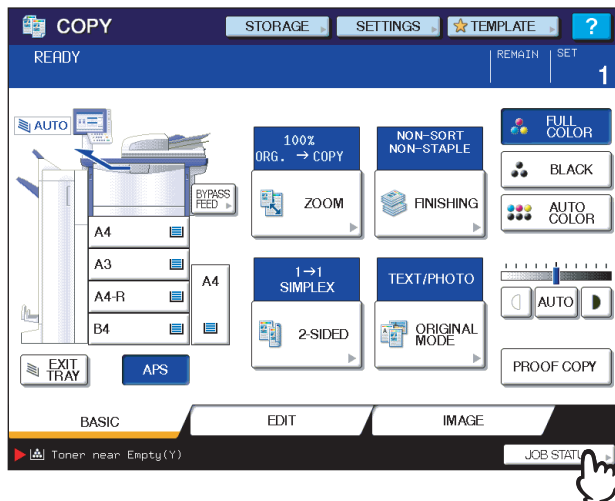 COPY
STORAGE
SETTINGS
TEMPLATE
?
READY
REMAIN
SET
1
AUTO
BYPASS
FEED
A4
A3
A4-R
B4
A4
EXIT
TRAY
APS
100%
ORG. → COPY
ZOOM
NON-SORT
NON-STAPLE
FINISHING
1→1
SIMPLEX
2-SIDED
TEXT/PHOTO
ORIGINAL
MODE
FULL
COLOR
BLACK
AUTO
COLOR
AUTO
PROOF COPY
BASIC
EDIT
IMAGE
Toner near Empty(Y)
JOB STATU